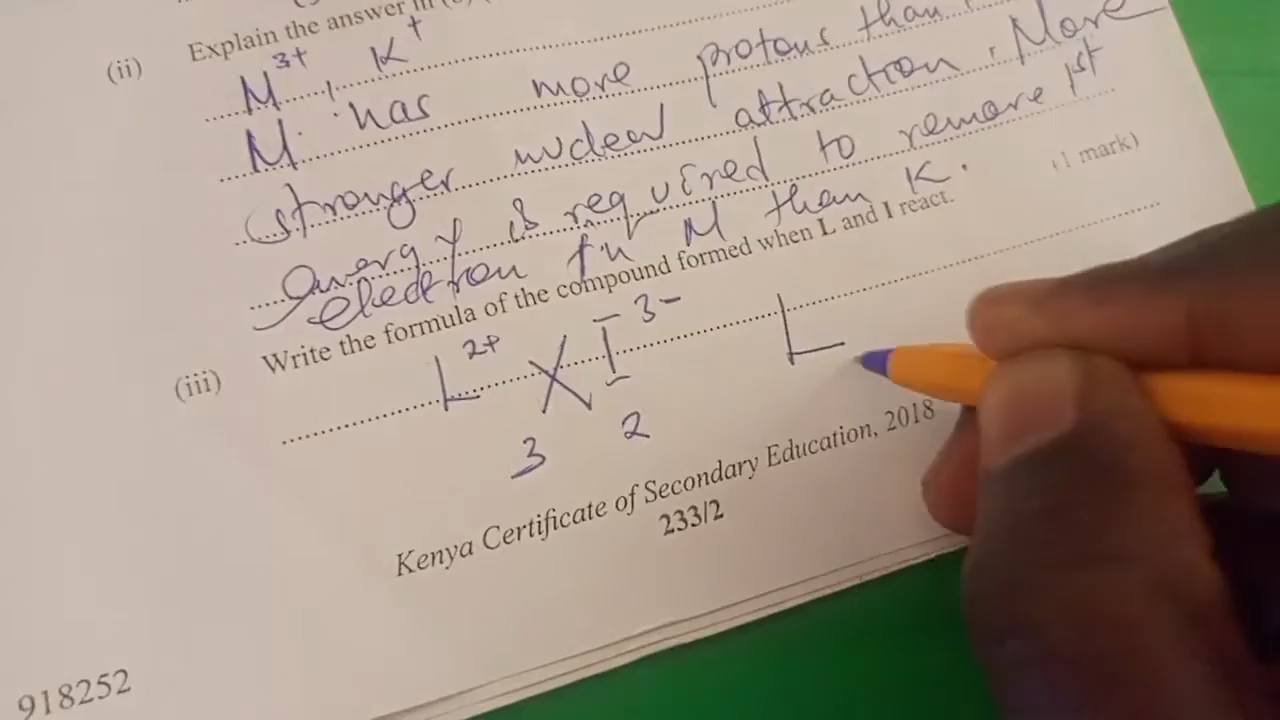 (ii) Explain the answer in
M³⁺, K⁺
M has more protons than
stronger nuclear attraction. More
energy is required to remove 1st
electron in M than K.
(1 mark)
(iii) Write the formula of the compound formed when L and I react.
L²⁺ X I³⁻ L
3 2
Kenya Certificate of Secondary Education, 2018
233/2
918252